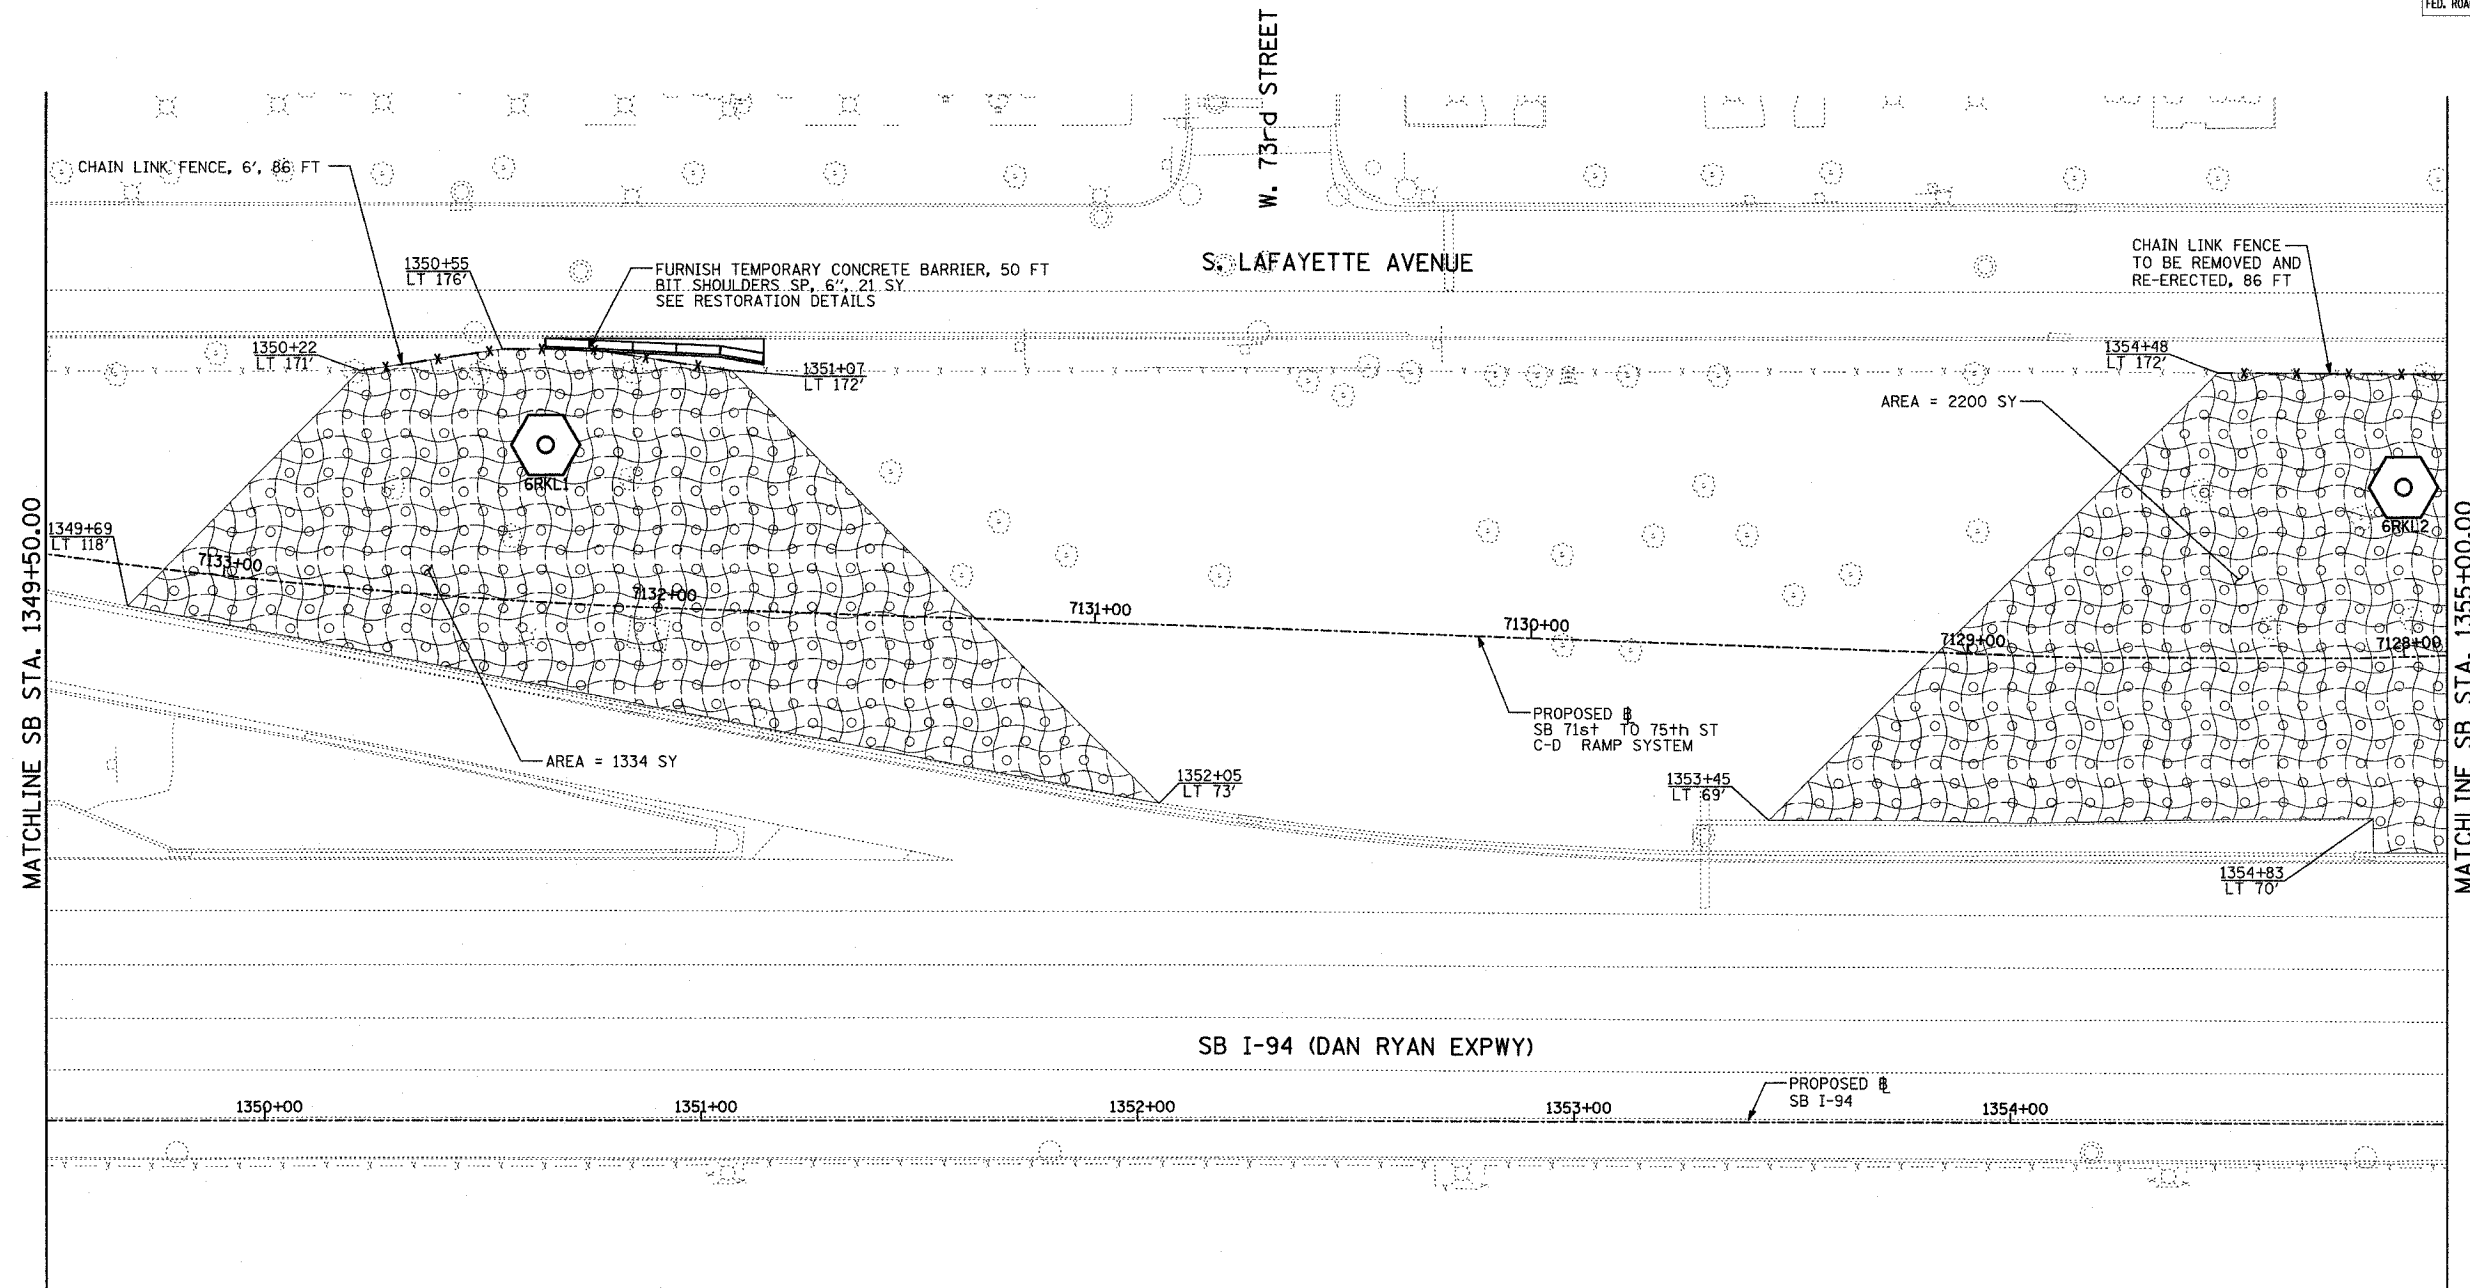 FED. ROA
W. 73rd STREET
CHAIN LINK FENCE, 6', 86 FT
1350+55
LT 176'
FURNISH TEMPORARY CONCRETE BARRIER, 50 FT
BIT SHOULDERS SP, 6", 21 SY
SEE RESTORATION DETAILS
S. LAFAYETTE AVENUE
CHAIN LINK FENCE
TO BE REMOVED AND
RE-ERECTED, 86 FT
1350+22
LT 171'
1351+07
LT 172'
1354+48
LT 172'
AREA = 2200 SY
6RKL1
6RKL2
MATCHLINE SB STA. 1349+50.00
1349+69
LT 118'
7133+00
7132+00
7131+00
7130+00
7129+00
7128+00
MATCHLINE SB STA. 1355+00.00
PROPOSED ℄
SB 71st TO 75th ST
C-D RAMP SYSTEM
AREA = 1334 SY
1352+05
LT 73'
1353+45
LT 69'
1354+83
LT 70'
SB I-94 (DAN RYAN EXPWY)
PROPOSED ℄
SB I-94
1350+00
1351+00
1352+00
1353+00
1354+00